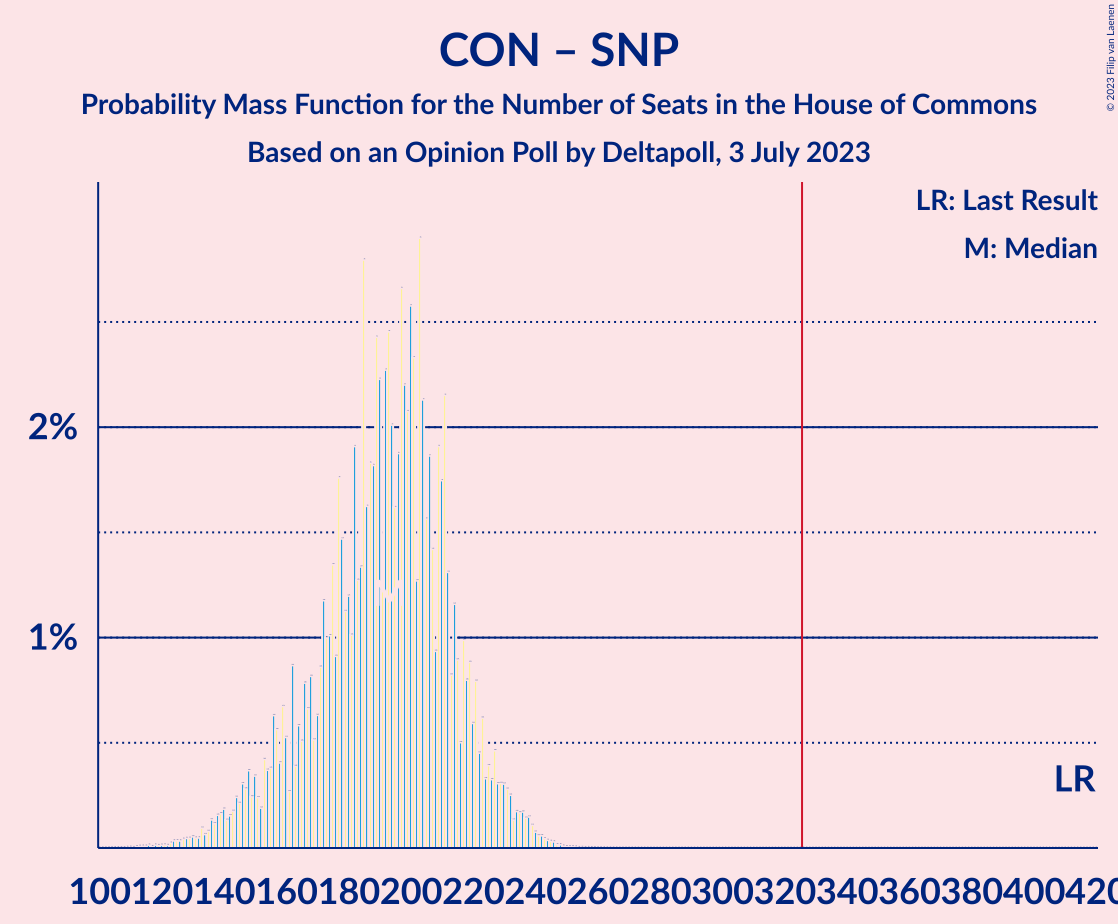 CON – SNP
Probability Mass Function for the Number of Seats in the House of Commons
Based on an Opinion Poll by Deltapoll, 3 July 2023
© 2023 Filip van Laenen
LR: Last Result
M: Median
2%
1%
M
LR
100 120 140 160 180 200 220 240 260 280 300 320 340 360 380 400 420